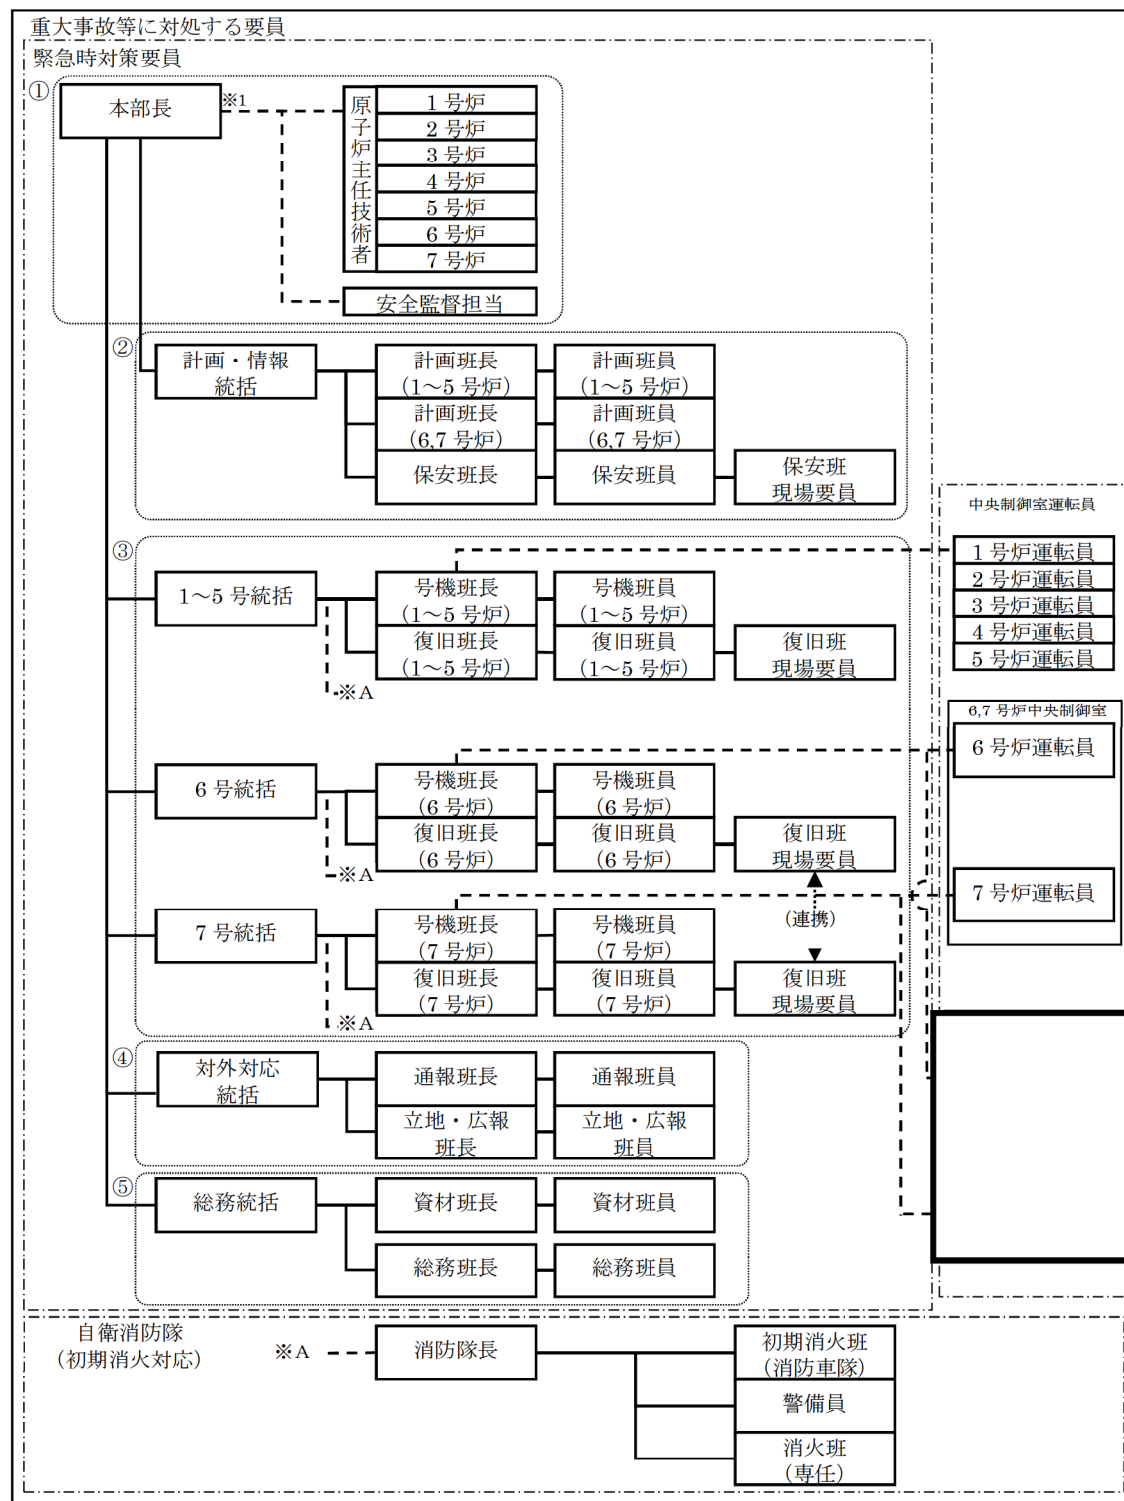 重大事故等に対処する要員
緊急時対策要員
①
本部長
※1
原子炉主任技術者
1 号炉
2 号炉
3 号炉
4 号炉
5 号炉
6 号炉
7 号炉
安全監督担当
②
計画・情報
統括
計画班長
(1～5 号炉)
計画班員
(1～5 号炉)
計画班長
(6,7 号炉)
計画班員
(6,7 号炉)
保安班長
保安班員
保安班
現場要員
中央制御室運転員
1 号炉運転員
2 号炉運転員
3 号炉運転員
4 号炉運転員
5 号炉運転員
③
1～5 号統括
号機班長
(1～5 号炉)
号機班員
(1～5 号炉)
復旧班長
(1～5 号炉)
復旧班員
(1～5 号炉)
復旧班
現場要員
※A
6,7 号炉中央制御室
6 号炉運転員
7 号炉運転員
6 号統括
号機班長
(6 号炉)
号機班員
(6 号炉)
復旧班長
(6 号炉)
復旧班員
(6 号炉)
復旧班
現場要員
※A
(連携)
7 号統括
号機班長
(7 号炉)
号機班員
(7 号炉)
復旧班長
(7 号炉)
復旧班員
(7 号炉)
復旧班
現場要員
※A
④
対外対応
統括
通報班長
通報班員
立地・広報
班長
立地・広報
班員
⑤
総務統括
資材班長
資材班員
総務班長
総務班員
自衛消防隊
(初期消火対応)
※A
消防隊長
初期消火班
(消防車隊)
警備員
消火班
(専任)